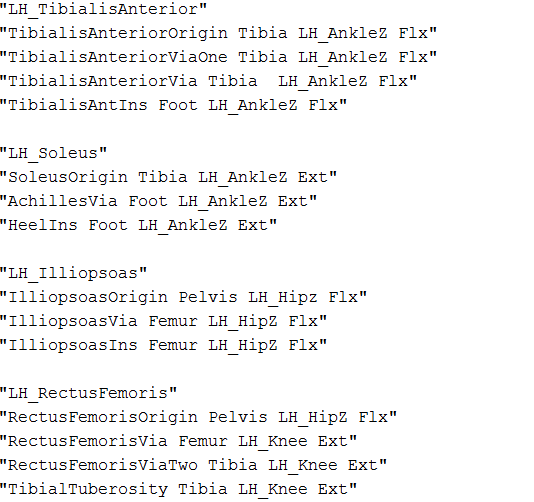 "LH_TibialisAnterior"
"TibialisAnteriorOrigin Tibia LH_AnkleZ Flx"
"TibialisAnteriorViaOne Tibia LH_AnkleZ Flx"
"TibialisAnteriorVia Tibia  LH_AnkleZ Flx"
"TibialisAntIns Foot LH_AnkleZ Flx"

"LH_Soleus"
"SoleusOrigin Tibia LH_AnkleZ Ext"
"AchillesVia Foot LH_AnkleZ Ext"
"HeelIns Foot LH_AnkleZ Ext"

"LH_Illiopsoas"
"IlliopsoasOrigin Pelvis LH_Hipz Flx"
"IlliopsoasVia Femur LH_HipZ Flx"
"IlliopsoasIns Femur LH_HipZ Flx"

"LH_RectusFemoris"
"RectusFemorisOrigin Pelvis LH_HipZ Flx"
"RectusFemorisVia Femur LH_Knee Ext"
"RectusFemorisViaTwo Tibia LH_Knee Ext"
"TibialTuberosity Tibia LH_Knee Ext"